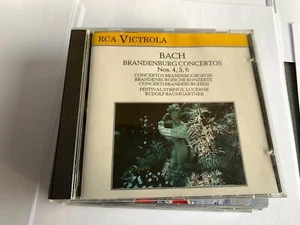 RCA VICTROLA
BACH
BRANDENBURG CONCERTOS
Nos. 4, 5, 6
CONCERTOS BRANDEBOURGEOIS
BRANDENBURGISCHE KONZERTE
CONCERTI BRANDEBURGHESI
FESTIVAL STRINGS, LUCERNE
RUDOLF BAUMGARTNER